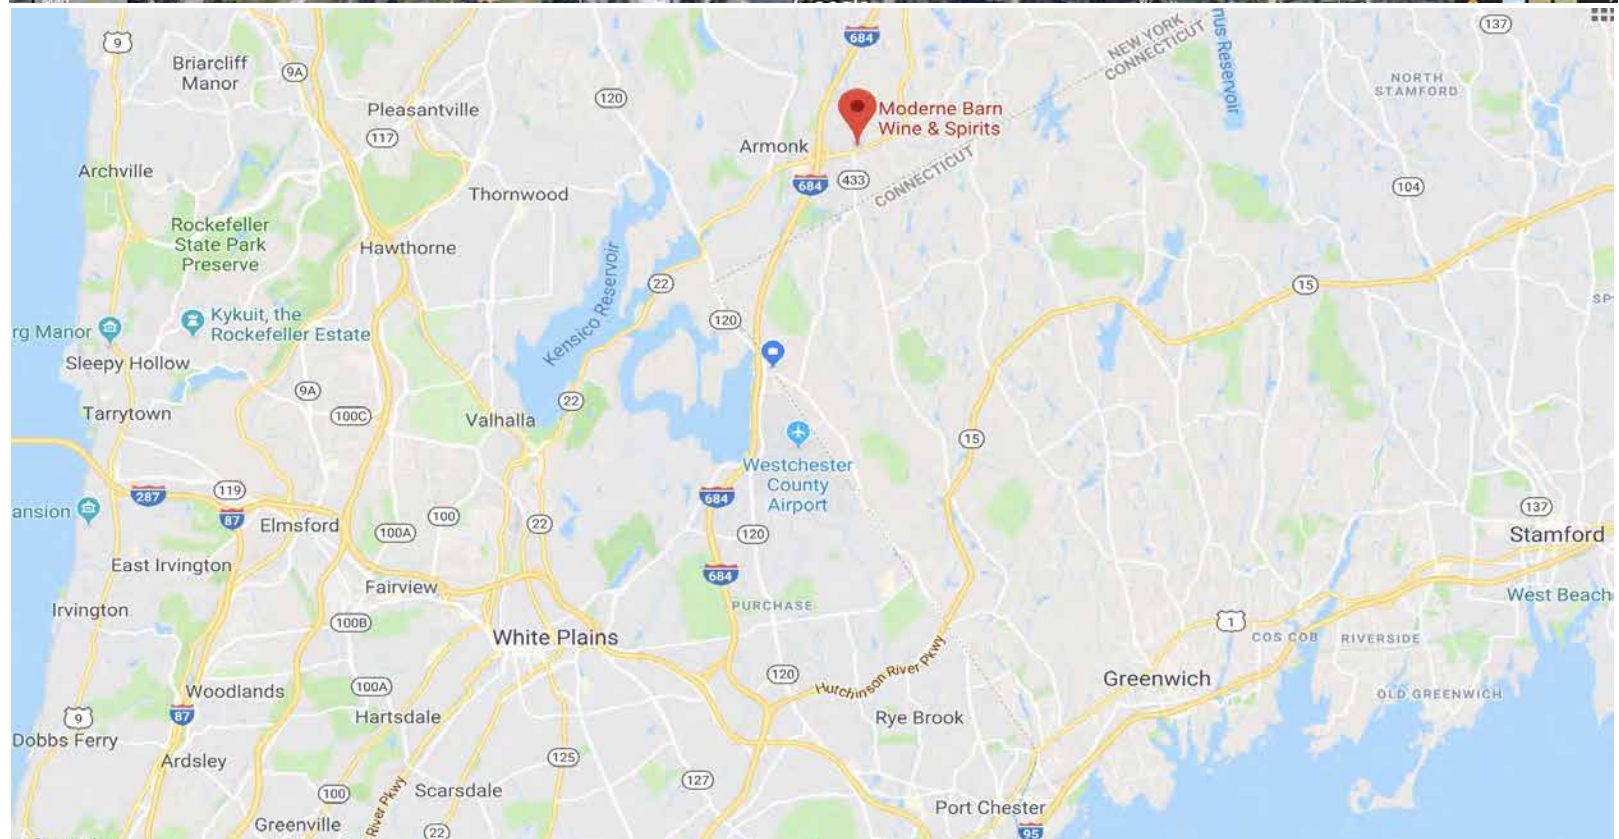 684
137
9
Briarcliff
Manor
9A
NEW YORK
CONNECTICUT
nus Reservoir
NORTH
STAMFORD
120
Pleasantville
117
Moderne Barn
Wine & Spirits
Armonk
Archville
684
433
CONNECTICUT
104
Thornwood
Rockefeller
State Park
Preserve
Hawthorne
22
15
Kensico Reservoir
SP
Kykuit, the
Rockefeller Estate
120
rg Manor
Sleepy Hollow
9A
22
Tarrytown
100C
Valhalla
15
Westchester
County
Airport
287
119
684
ansion
87
Elmsford
100
100A
22
120
137
Stamford
East Irvington
684
Fairview
Irvington
PURCHASE
West Beach
100B
1
White Plains
COS COB
RIVERSIDE
120
Hutchinson River Pkwy
Greenwich
Woodlands
100A
OLD GREENWICH
9
87
Hartsdale
Rye Brook
Dobbs Ferry
Ardsley
125
127
100
River Pkwy
Scarsdale
Port Chester
Greenville
22
95